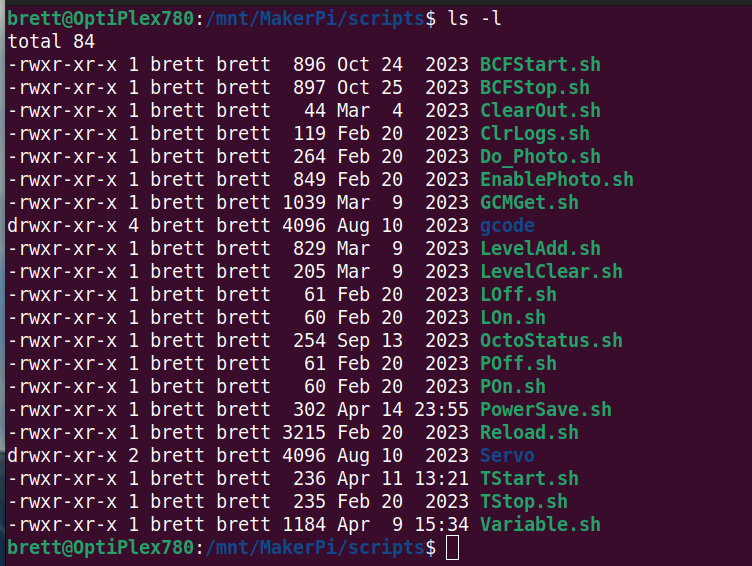 brett@OptiPlex780:/mnt/MakerPi/scripts$ ls -l
total 84
-rwxr-xr-x 1 brett brett  896 Oct 24  2023 BCFStart.sh
-rwxr-xr-x 1 brett brett  897 Oct 25  2023 BCFStop.sh
-rwxr-xr-x 1 brett brett   44 Mar  4  2023 ClearOut.sh
-rwxr-xr-x 1 brett brett  119 Feb 20  2023 ClrLogs.sh
-rwxr-xr-x 1 brett brett  264 Feb 20  2023 Do_Photo.sh
-rwxr-xr-x 1 brett brett  849 Feb 20  2023 EnablePhoto.sh
-rwxr-xr-x 1 brett brett 1039 Mar  9  2023 GCMGet.sh
drwxr-xr-x 4 brett brett 4096 Aug 10  2023 gcode
-rwxr-xr-x 1 brett brett  829 Mar  9  2023 LevelAdd.sh
-rwxr-xr-x 1 brett brett  205 Mar  9  2023 LevelClear.sh
-rwxr-xr-x 1 brett brett   61 Feb 20  2023 LOff.sh
-rwxr-xr-x 1 brett brett   60 Feb 20  2023 LOn.sh
-rwxr-xr-x 1 brett brett  254 Sep 13  2023 OctoStatus.sh
-rwxr-xr-x 1 brett brett   61 Feb 20  2023 POff.sh
-rwxr-xr-x 1 brett brett   60 Feb 20  2023 POn.sh
-rwxr-xr-x 1 brett brett  302 Apr 14 23:55 PowerSave.sh
-rwxr-xr-x 1 brett brett 3215 Feb 20  2023 Reload.sh
drwxr-xr-x 2 brett brett 4096 Aug 10  2023 Servo
-rwxr-xr-x 1 brett brett  236 Apr 11 13:21 TStart.sh
-rwxr-xr-x 1 brett brett  235 Feb 20  2023 TStop.sh
-rwxr-xr-x 1 brett brett 1184 Apr  9 15:34 Variable.sh
brett@OptiPlex780:/mnt/MakerPi/scripts$